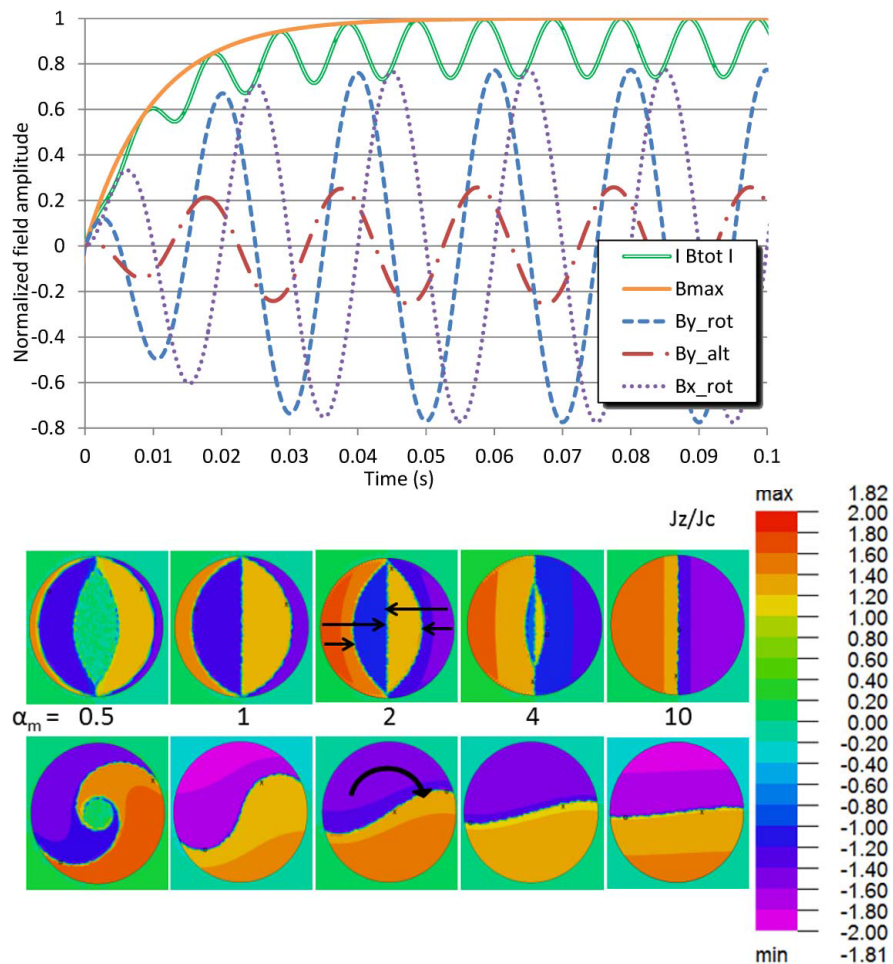 1
0.8
0.6
0.4
0.2
0
-0.2
-0.4
-0.6
-0.8
Normalized field amplitude
0 0.01 0.02 0.03 0.04 0.05 0.06 0.07 0.08 0.09 0.1
Time (s)
I Btot I
Bmax
By_rot
By_alt
Bx_rot
Jz/Jc
αm = 0.5 1 2 4 10
max 1.82
2.00
1.80
1.60
1.40
1.20
1.00
0.80
0.60
0.40
0.20
0.00
-0.20
-0.40
-0.60
-0.80
-1.00
-1.20
-1.40
-1.60
-1.80
-2.00
min -1.81